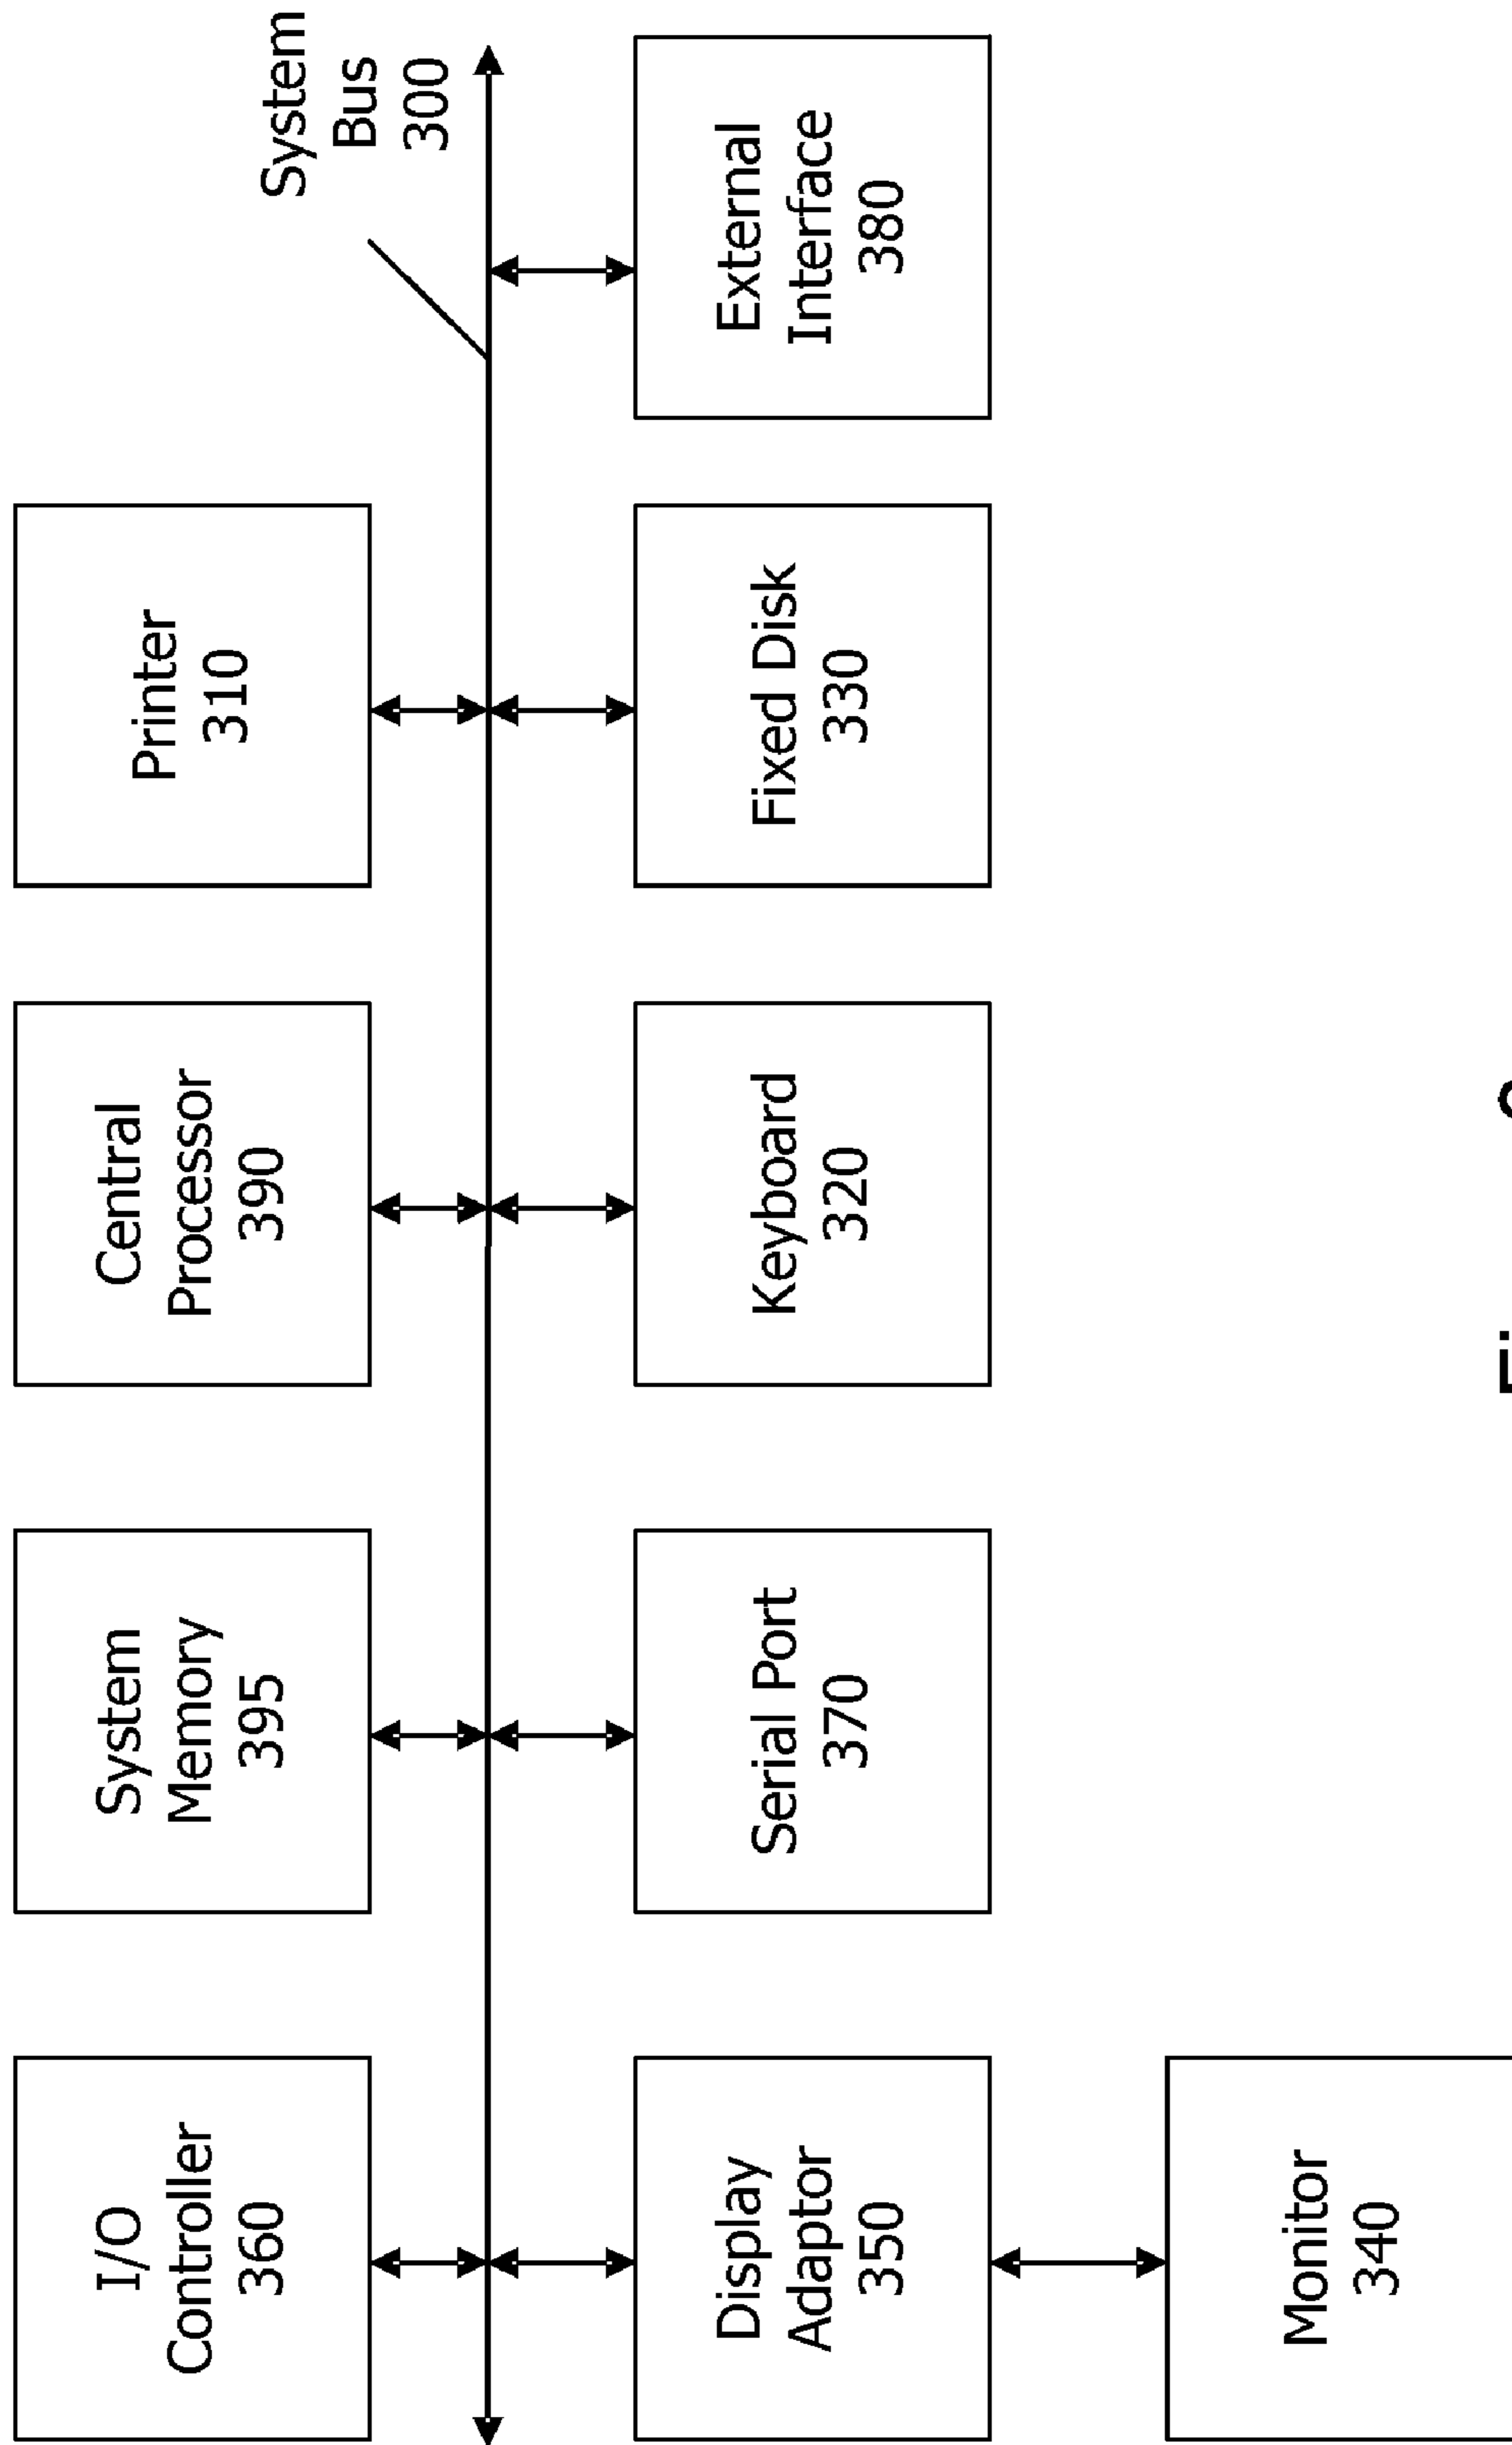 I/O
Controller
360
System
Memory
395
Central
Processor
390
Printer
310
System
Bus
300
Display
Adaptor
350
Serial Port
370
Keyboard
320
Fixed Disk
330
External
Interface
380
Monitor
340